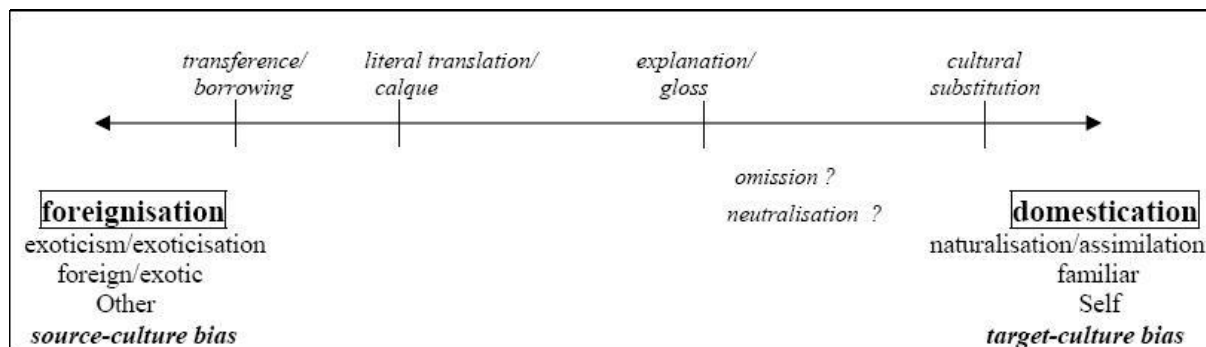 transference/
borrowing
literal translation/
calque
explanation/
gloss
cultural
substitution
omission ?
neutralisation ?
foreignisation
exoticism/exoticisation
foreign/exotic
Other
source-culture bias
domestication
naturalisation/assimilation
familiar
Self
target-culture bias